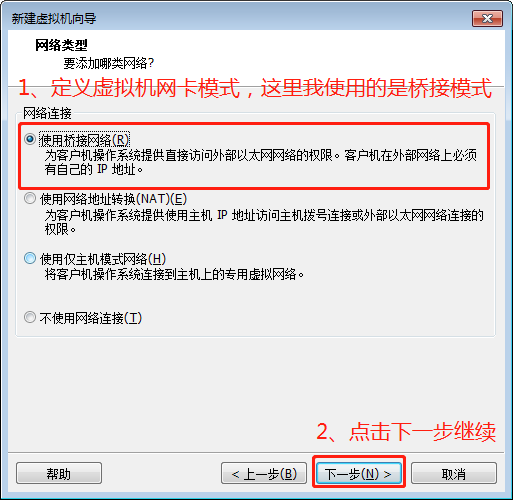 新建虚拟机向导
网络类型
要添加哪类网络?
1、定义虚拟机网卡模式，这里我使用的是桥接模式
网络连接
使用桥接网络(R)
为客户机操作系统提供直接访问外部以太网网络的权限。客户机在外部网络上必须
有自己的 IP 地址。
使用网络地址转换(NAT)(E)
为客户机操作系统提供使用主机 IP 地址访问主机拨号连接或外部以太网网络连接的
权限。
使用仅主机模式网络(H)
将客户机操作系统连接到主机上的专用虚拟网络。
不使用网络连接(T)
2、点击下一步继续
帮助
< 上一步(B)
下一步(N) >
取消